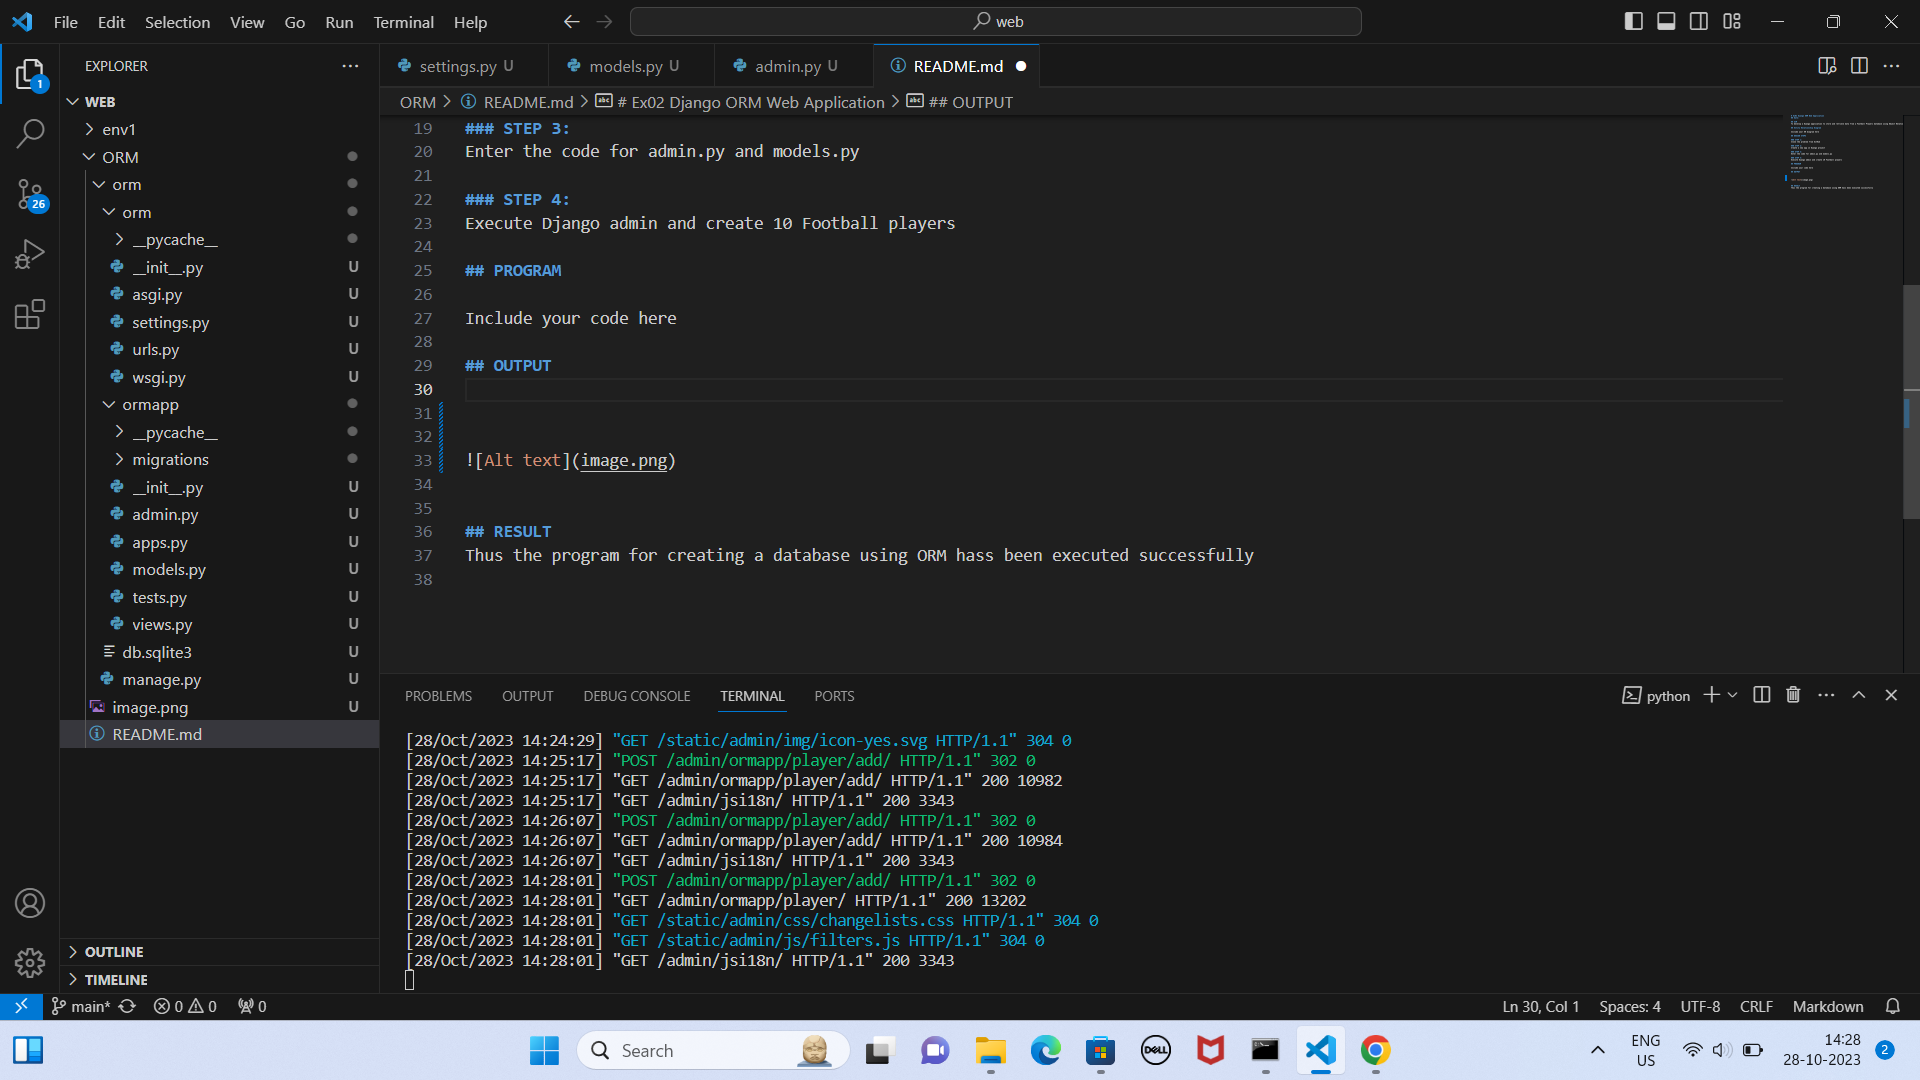 File Edit Selection View Go Run Terminal Help
web
EXPLORER
settings.py U
models.py U
admin.py U
README.md
ORM > README.md > # Ex02 Django ORM Web Application > ## OUTPUT
1
26
WEB
env1
ORM
orm
orm
__pycache__
__init__.py U
asgi.py U
settings.py U
urls.py U
wsgi.py U
ormapp
__pycache__
migrations
__init__.py U
admin.py U
apps.py U
models.py U
tests.py U
views.py U
db.sqlite3 U
manage.py U
image.png U
README.md
OUTLINE
TIMELINE
19 ### STEP 3:
20 Enter the code for admin.py and models.py
21
22 ### STEP 4:
23 Execute Django admin and create 10 Football players
24
25 ## PROGRAM
26
27 Include your code here
28
29 ## OUTPUT
30
31
32
33 ![Alt text](image.png)
34
35
36 ## RESULT
37 Thus the program for creating a database using ORM hass been executed successfully
38
PROBLEMS OUTPUT DEBUG CONSOLE TERMINAL PORTS
python
[28/Oct/2023 14:24:29] "GET /static/admin/img/icon-yes.svg HTTP/1.1" 304 0
[28/Oct/2023 14:25:17] "POST /admin/ormapp/player/add/ HTTP/1.1" 302 0
[28/Oct/2023 14:25:17] "GET /admin/ormapp/player/add/ HTTP/1.1" 200 10982
[28/Oct/2023 14:25:17] "GET /admin/jsi18n/ HTTP/1.1" 200 3343
[28/Oct/2023 14:26:07] "POST /admin/ormapp/player/add/ HTTP/1.1" 302 0
[28/Oct/2023 14:26:07] "GET /admin/ormapp/player/add/ HTTP/1.1" 200 10984
[28/Oct/2023 14:26:07] "GET /admin/jsi18n/ HTTP/1.1" 200 3343
[28/Oct/2023 14:28:01] "POST /admin/ormapp/player/add/ HTTP/1.1" 302 0
[28/Oct/2023 14:28:01] "GET /admin/ormapp/player/ HTTP/1.1" 200 13202
[28/Oct/2023 14:28:01] "GET /static/admin/css/changelists.css HTTP/1.1" 304 0
[28/Oct/2023 14:28:01] "GET /static/admin/js/filters.js HTTP/1.1" 304 0
[28/Oct/2023 14:28:01] "GET /admin/jsi18n/ HTTP/1.1" 200 3343
main* 0 0 0
Ln 30, Col 1 Spaces: 4 UTF-8 CRLF Markdown
Search
DELL
ENG
US
14:28
28-10-2023
2